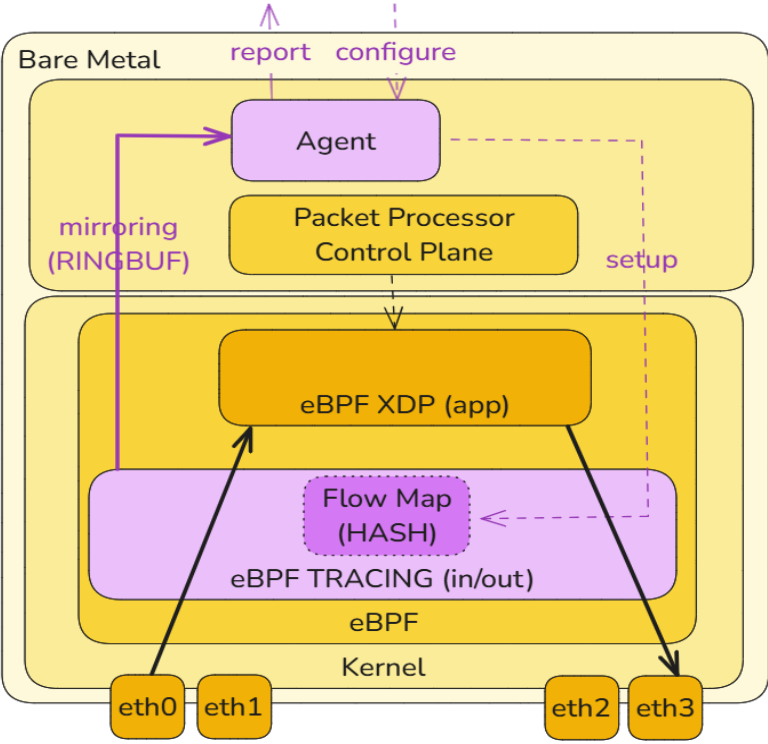 report configure
Bare Metal
Agent
mirroring
(RINGBUF)
Packet Processor
Control Plane
setup
eBPF XDP (app)
Flow Map
(HASH)
eBPF TRACING (in/out)
eBPF
Kernel
eth0 eth1 eth2 eth3